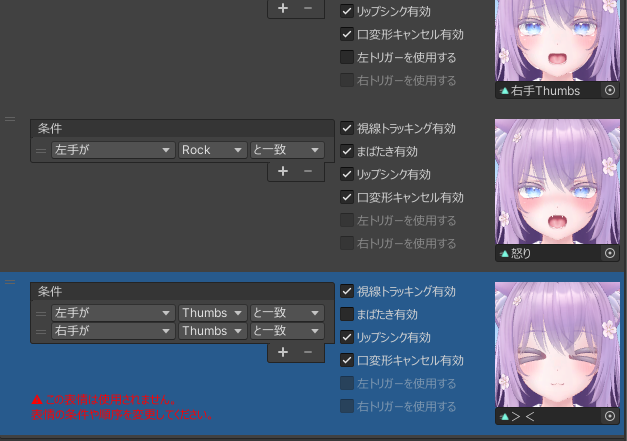 リップシンク有効
口変形キャンセル有効
左トリガーを使用する
右トリガーを使用する
右手Thumbs
条件
左手が Rock と一致
視線トラッキング有効
まばたき有効
リップシンク有効
口変形キャンセル有効
左トリガーを使用する
右トリガーを使用する
怒り
条件
左手が Thumbs と一致
右手が Thumbs と一致
視線トラッキング有効
まばたき有効
リップシンク有効
口変形キャンセル有効
左トリガーを使用する
右トリガーを使用する
＞＜